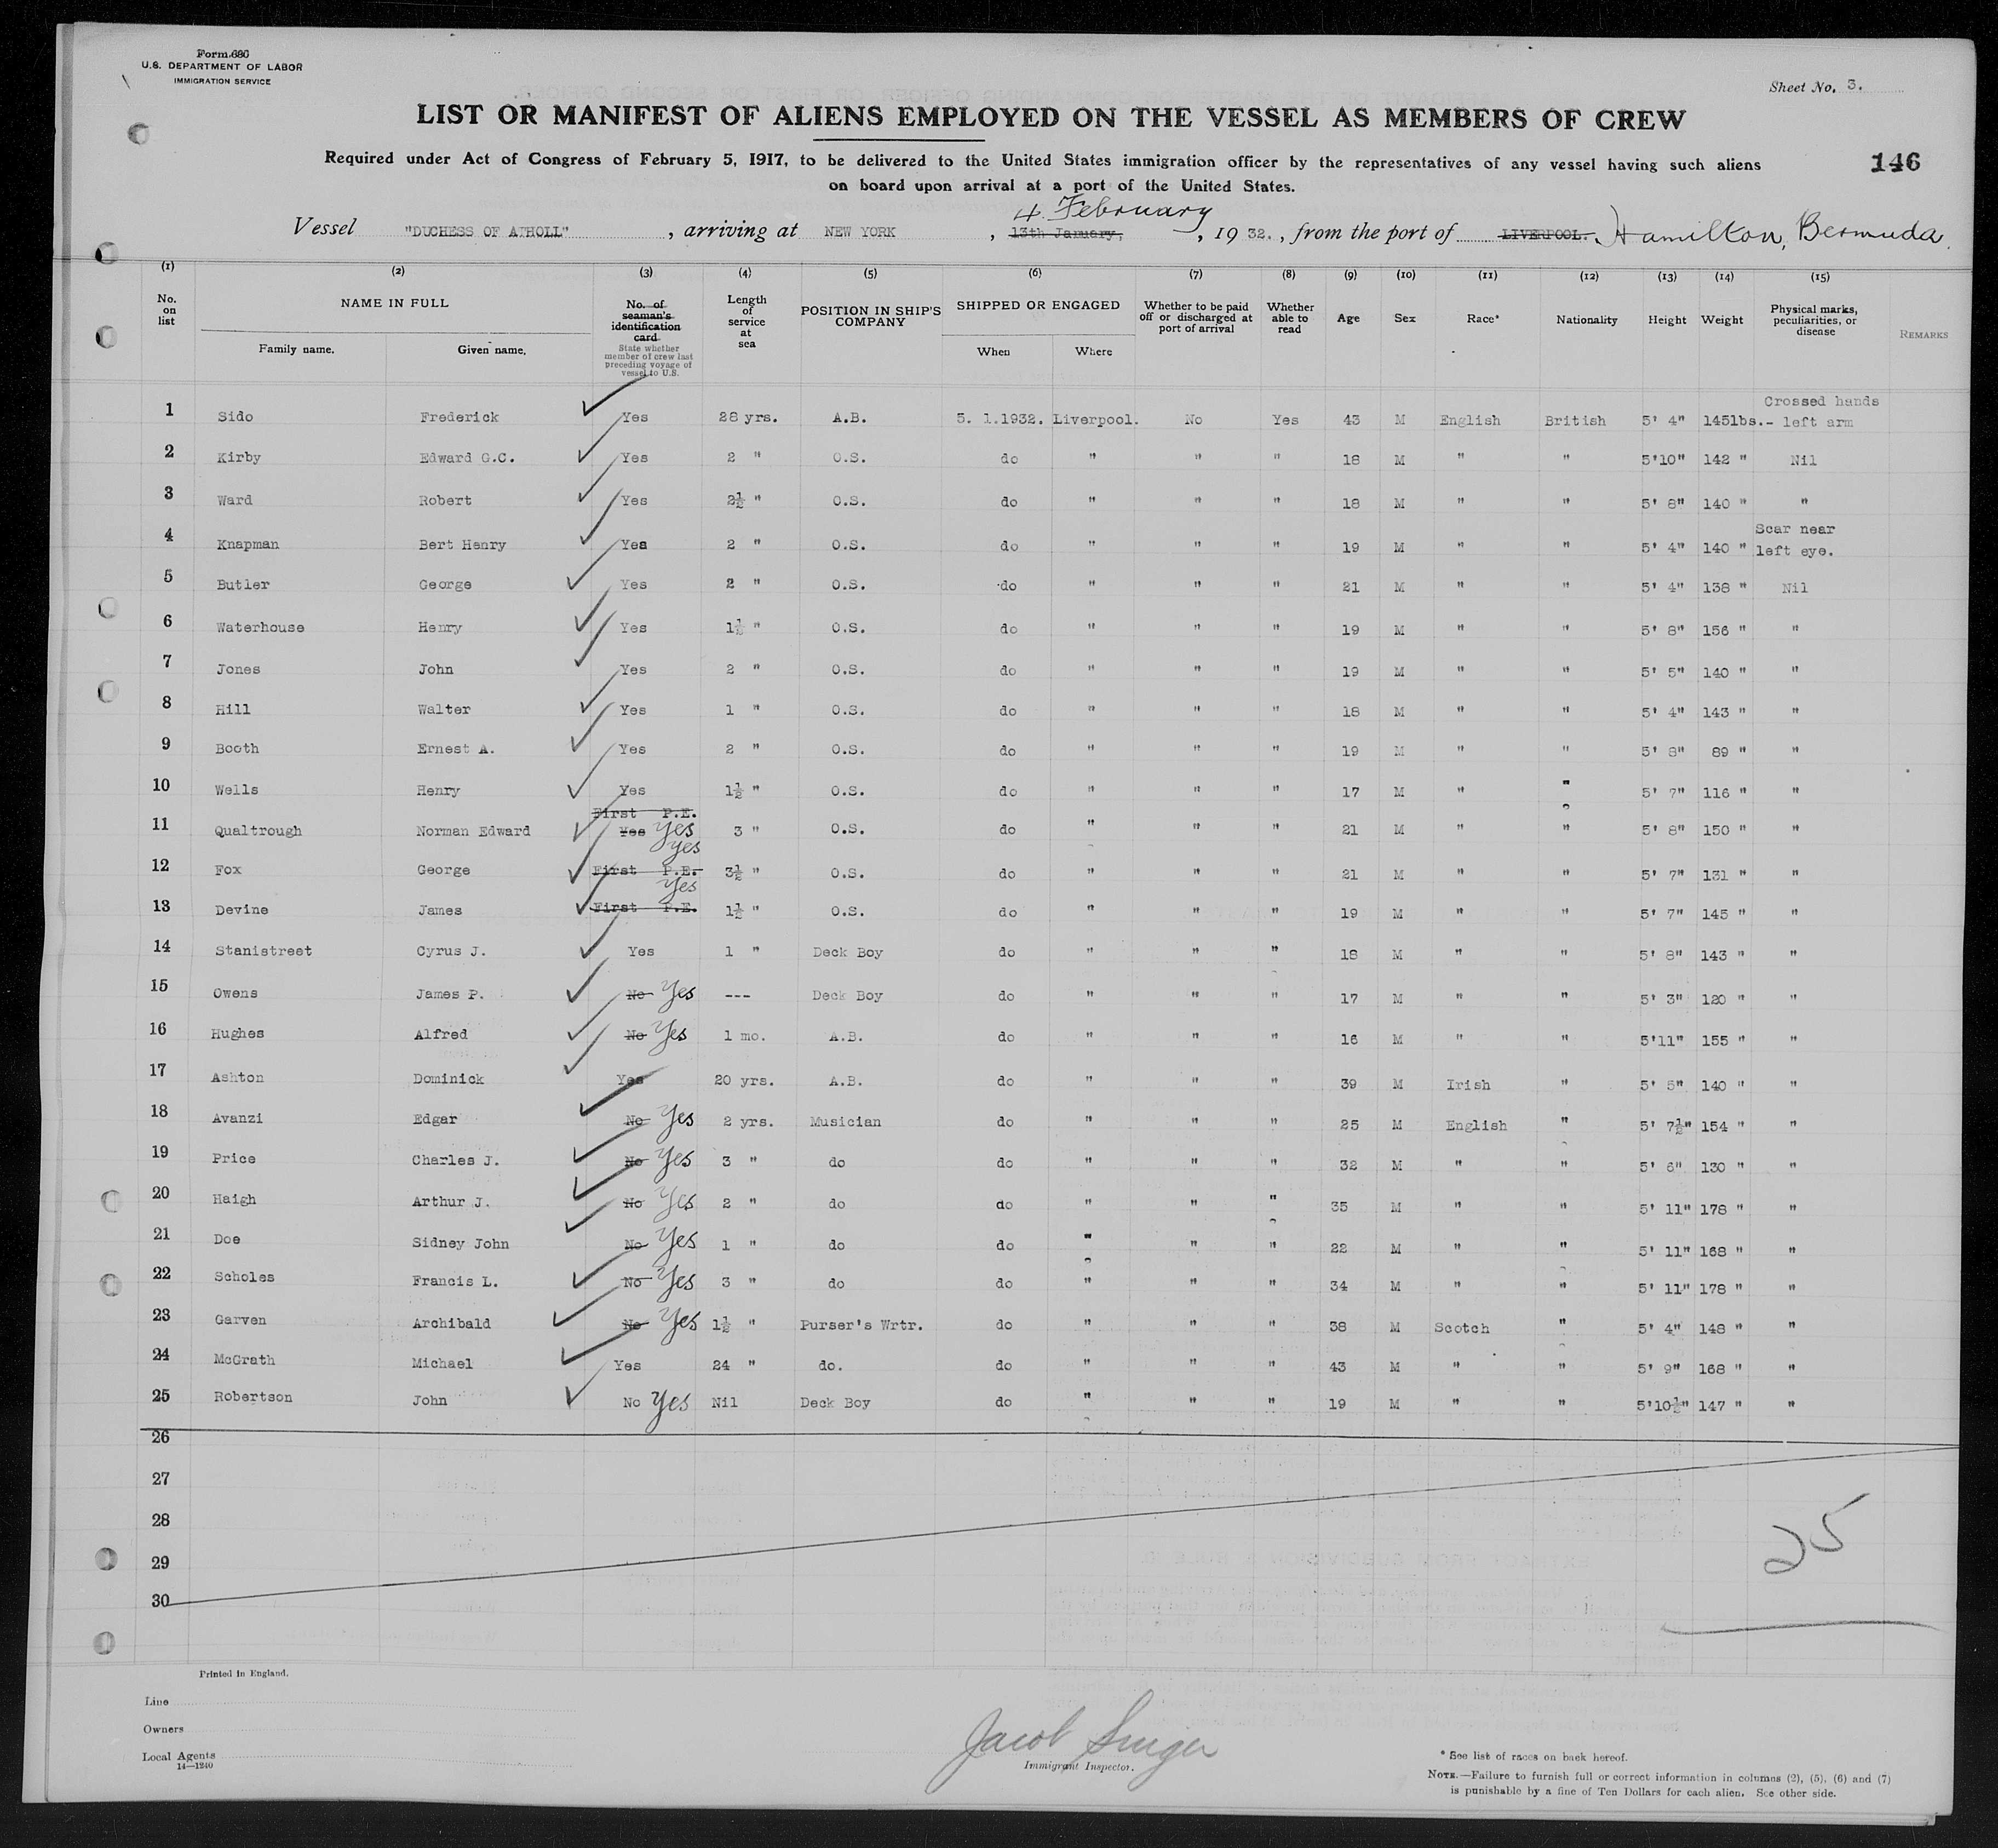 Form 680
U.S. DEPARTMENT OF LABOR
IMMIGRATION SERVICE
Sheet No. 3.
LIST OR MANIFEST OF ALIENS EMPLOYED ON THE VESSEL AS MEMBERS OF CREW
Required under Act of Congress of February 5, 1917, to be delivered to the United States immigration officer by the representatives of any vessel having such aliens
146
on board upon arrival at a port of the United States.
4. February
Vessel "DUCHESS OF ATHOLL", arriving at NEW YORK, 13th January, 1932., from the port of LIVERPOOL. Hamilton, Bermuda.
(1) (2) (3) (4) (5) (6) (7) (8) (9) (10) (11) (12) (13) (14) (15)
No. on list NAME IN FULL Family name. Given name. No. of seaman's identification card State whether member of crew last preceding voyage of vessel to U.S. Length of service at sea POSITION IN SHIP'S COMPANY SHIPPED OR ENGAGED When Where Whether to be paid off or discharged at port of arrival Whether able to read Age Sex Race* Nationality Height Weight Physical marks, peculiarities, or disease REMARKS
1 Sido Frederick Yes 28 yrs. A.B. 5. 1.1932. Liverpool. No Yes 43 M English British 5' 4" 145lbs. Crossed hands - left arm
2 Kirby Edward G.C. Yes 2 " O.S. do " " " 18 M " " 5'10" 142 " Nil
3 Ward Robert Yes 2½ " O.S. do " " " 18 M " " 5' 8" 140 " "
4 Knapman Bert Henry Yes 2 " O.S. do " " " 19 M " " 5' 4" 140 " Scar near left eye.
5 Butler George Yes 2 " O.S. do " " " 21 M " " 5' 4" 138 " Nil
6 Waterhouse Henry Yes 1½ " O.S. do " " " 19 M " " 5' 8" 156 " "
7 Jones John Yes 2 " O.S. do " " " 19 M " " 5' 5" 140 " "
8 Hill Walter Yes 1 " O.S. do " " " 18 M " " 5' 4" 143 " "
9 Booth Ernest A. Yes 2 " O.S. do " " " 19 M " " 5' 8" 89 " "
10 Wells Henry Yes 1½ " O.S. do " " " 17 M " " 5' 7" 116 " "
11 Qualtrough Norman Edward First P.E. Yes Yes 3 " O.S. do " " " 21 M " " 5' 8" 150 " "
12 Fox George First P.E. Yes 3½ " O.S. do " " " 21 M " " 5' 7" 131 " "
13 Devine James First P.E. Yes 1½ " O.S. do " " " 19 M " " 5' 7" 145 " "
14 Stanistreet Cyrus J. Yes 1 " Deck Boy do " " " 18 M " " 5' 8" 143 " "
15 Owens James P. No Yes --- Deck Boy do " " " 17 M " " 5' 3" 120 " "
16 Hughes Alfred No Yes 1 mo. A.B. do " " " 16 M " " 5'11" 155 " "
17 Ashton Dominick Yes 20 yrs. A.B. do " " " 39 M Irish " 5' 5" 140 " "
18 Avanzi Edgar No Yes 2 yrs. Musician do " " " 25 M English " 5' 7½" 154 " "
19 Price Charles J. No Yes 3 " do do " " " 32 M " " 5' 6" 130 " "
20 Haigh Arthur J. No Yes 2 " do do " " " 35 M " " 5' 11" 178 " "
21 Doe Sidney John No Yes 1 " do do " " " 22 M " " 5' 11" 168 " "
22 Scholes Francis L. No Yes 3 " do do " " " 34 M " " 5' 11" 178 " "
23 Garven Archibald No Yes 1½ " Purser's Wrtr. do " " " 38 M Scotch " 5' 4" 148 " "
24 McGrath Michael Yes 24 " do. do " " " 43 M " " 5' 9" 168 " "
25 Robertson John No Yes Nil Deck Boy do " " " 19 M " " 5'10½" 147 " "
26
27
28
29
30
25
Printed in England.
Line
Owners
Local Agents
14—1240
Jacob Singer
Immigrant Inspector.
* See list of races on back hereof.
NOTE.—Failure to furnish full or correct information in columns (2), (5), (6) and (7)
is punishable by a fine of Ten Dollars for each alien. See other side.